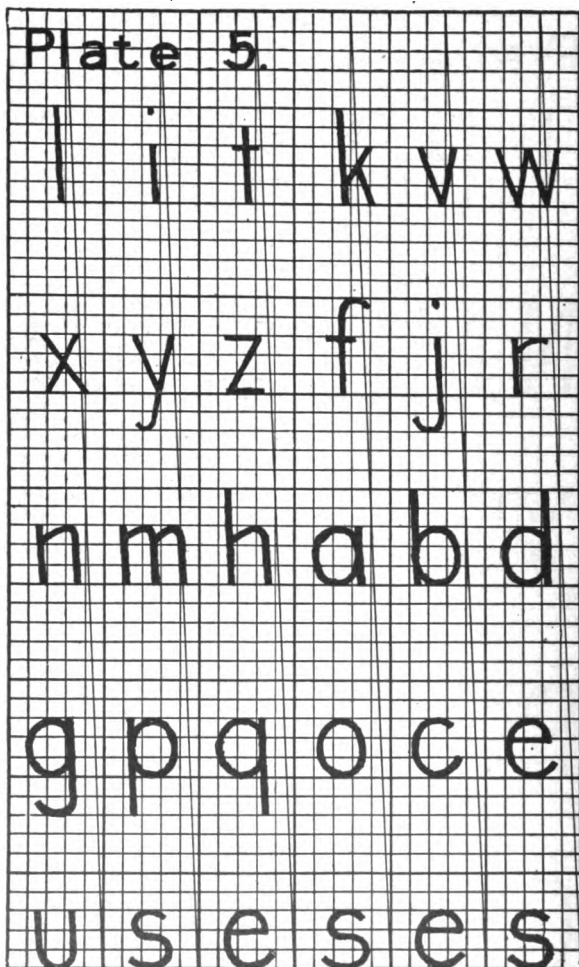 Plate 5.
l i t k v w
x y z f j r
n m h a b d
g p q o c e
u s e s e s